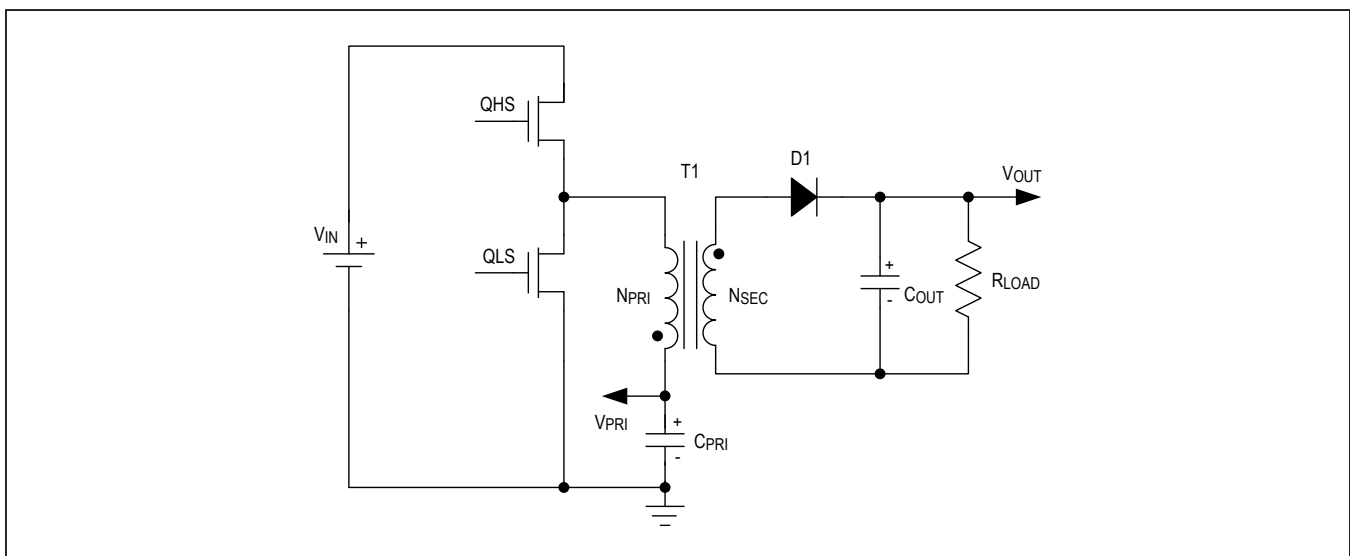 QHS
T1
D1
VOUT
VIN
+
QLS
NPRI
NSEC
+
COUT
-
RLOAD
VPRI
+
CPRI
-